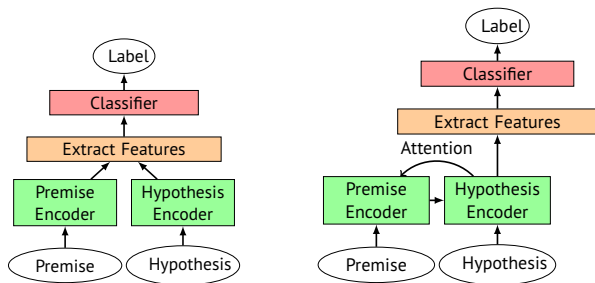 Label
Classifier
Extract Features
Premise
Encoder
Hypothesis
Encoder
Premise
Hypothesis
Label
Classifier
Extract Features
Attention
Premise
Encoder
Hypothesis
Encoder
Premise
Hypothesis